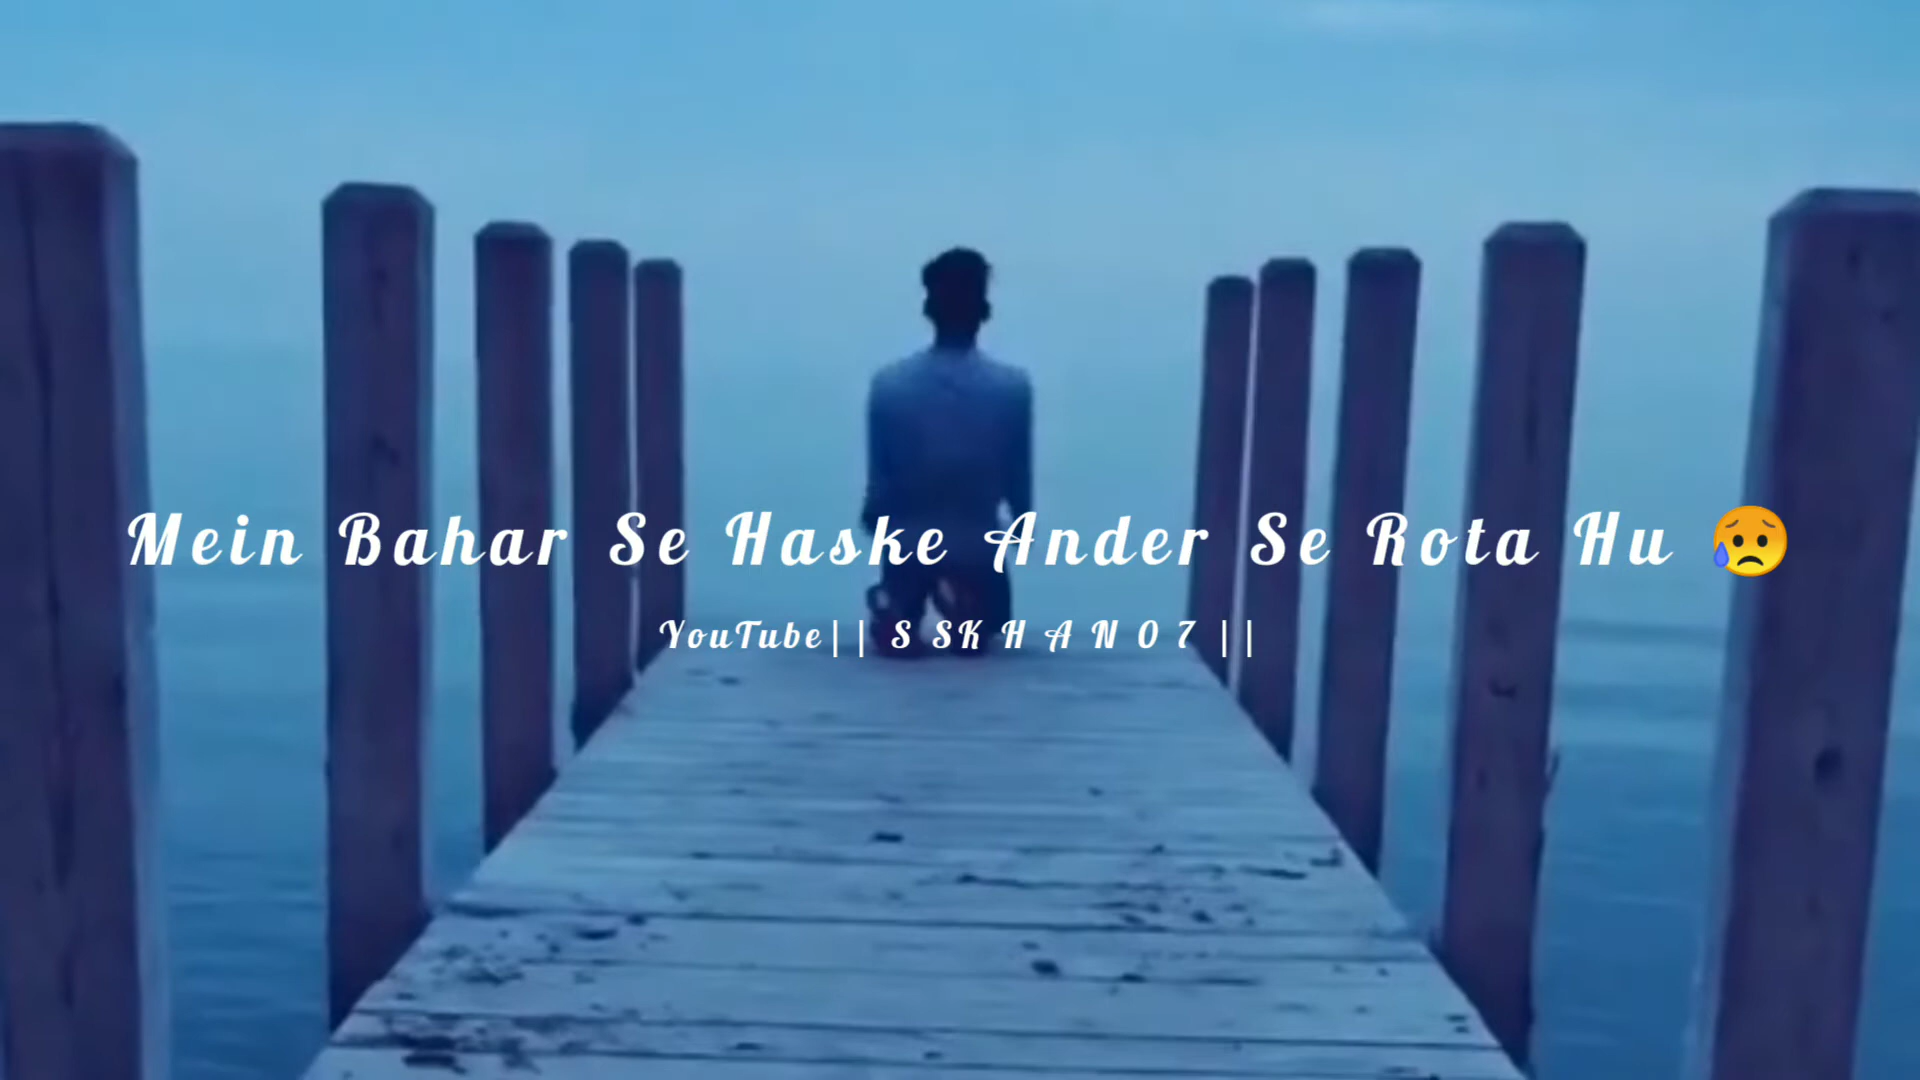 Mein Bahar Se Haske Ander Se Rota Hu 😥
YouTube|| S SK H A N 0 7 ||